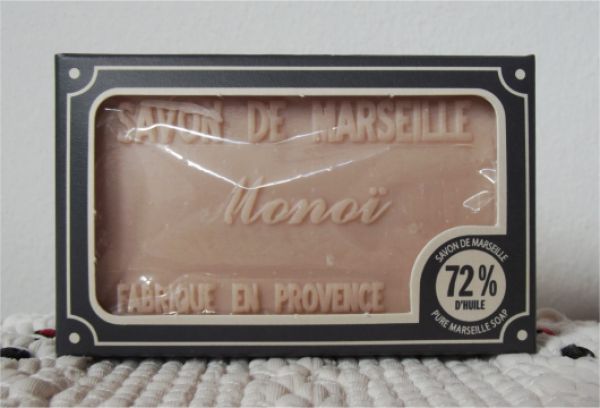 SAVON DE MARSEILLE
Monoï
FABRIQUE EN PROVENCE
SAVON DE MARSEILLE
72%
D'HUILE
PURE MARSEILLE SOAP